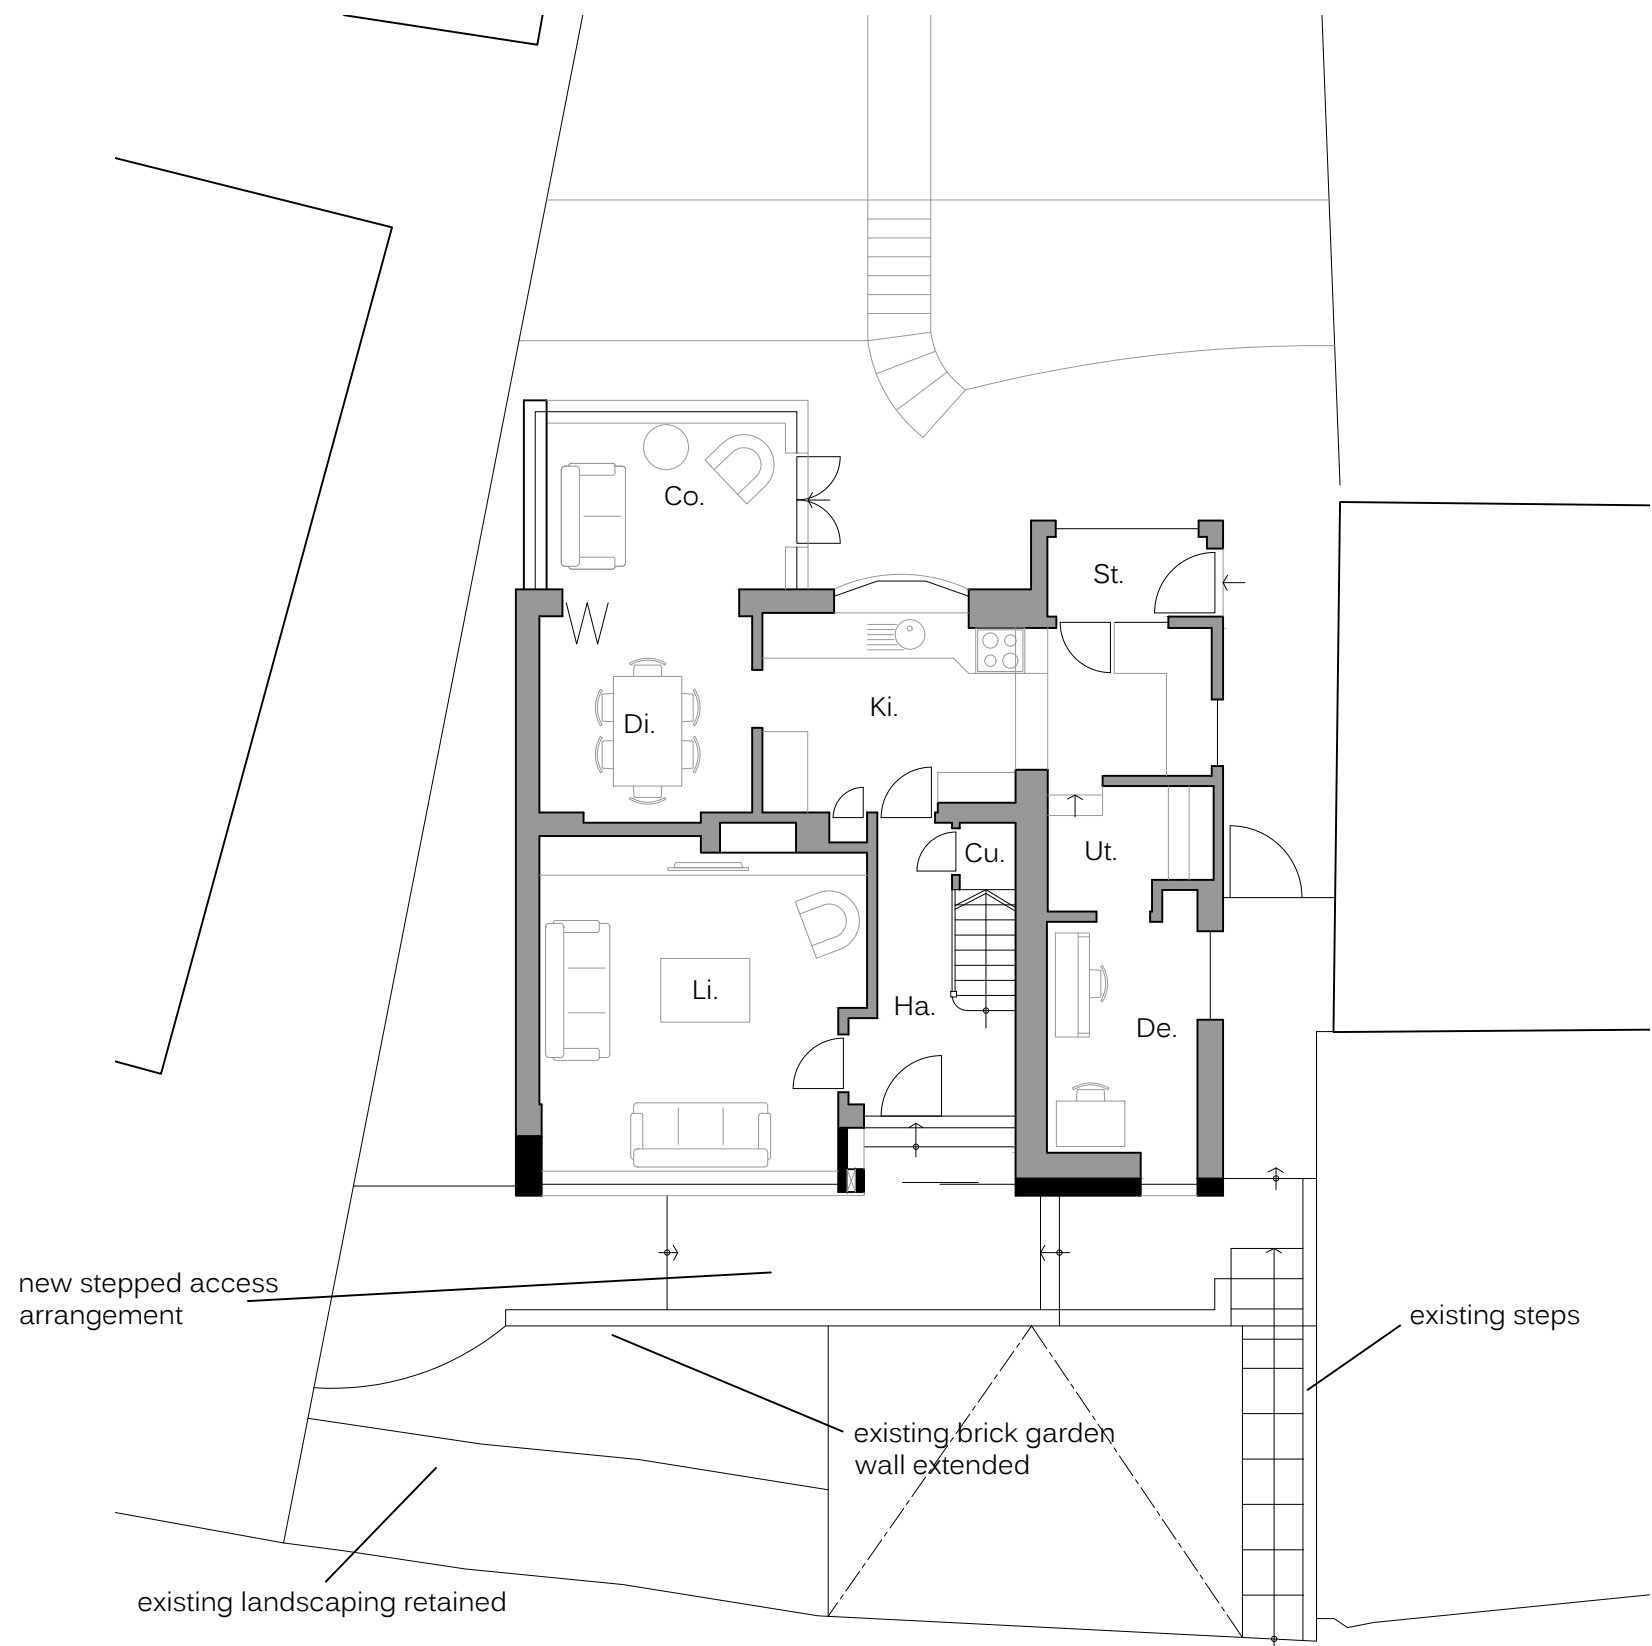 Co.
St.
Ki.
Di.
Cu.
Ut.
Li.
Ha.
De.
new stepped access
arrangement
existing steps
existing brick garden
wall extended
existing landscaping retained